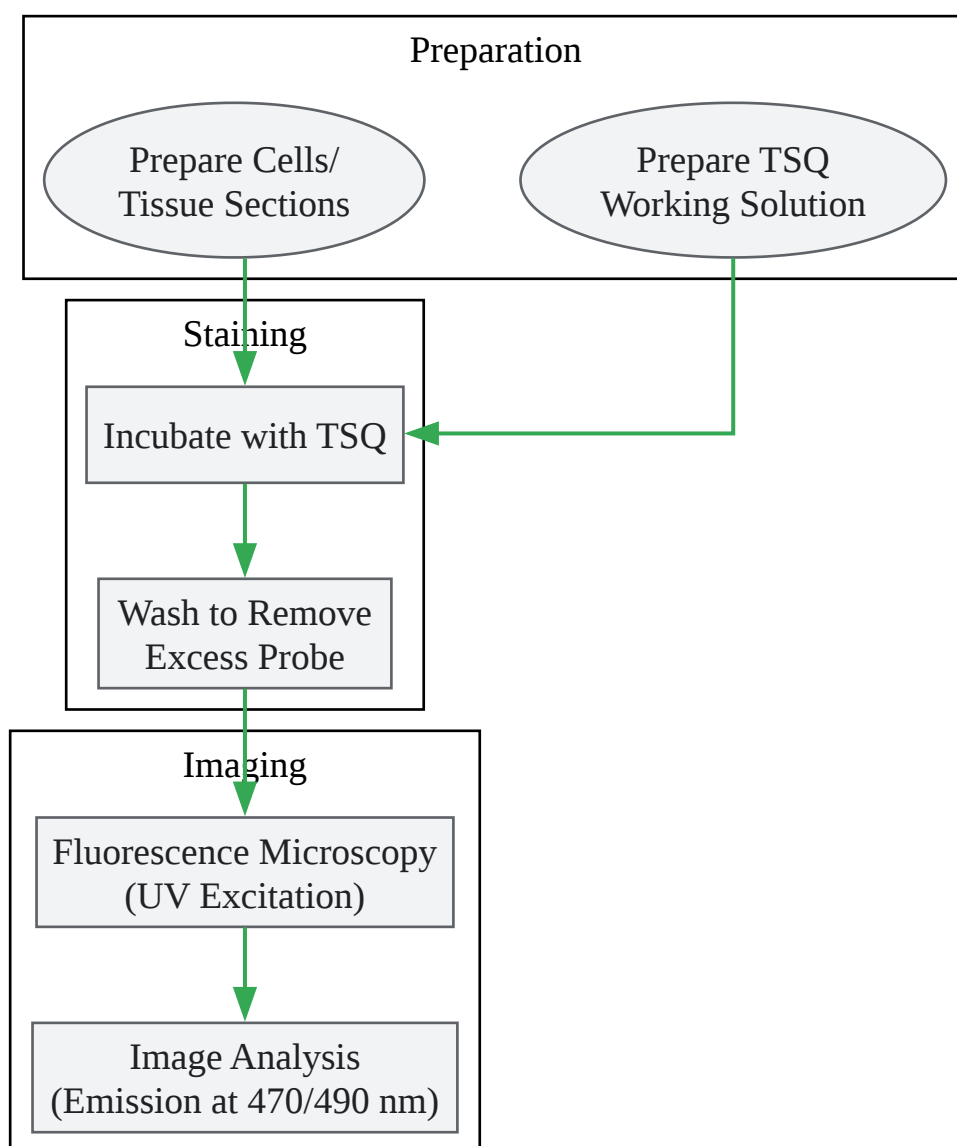 Preparation
Prepare Cells/
Tissue Sections
Prepare TSQ
Working Solution
Staining
Incubate with TSQ
Wash to Remove
Excess Probe
Imaging
Fluorescence Microscopy
(UV Excitation)
Image Analysis
(Emission at 470/490 nm)